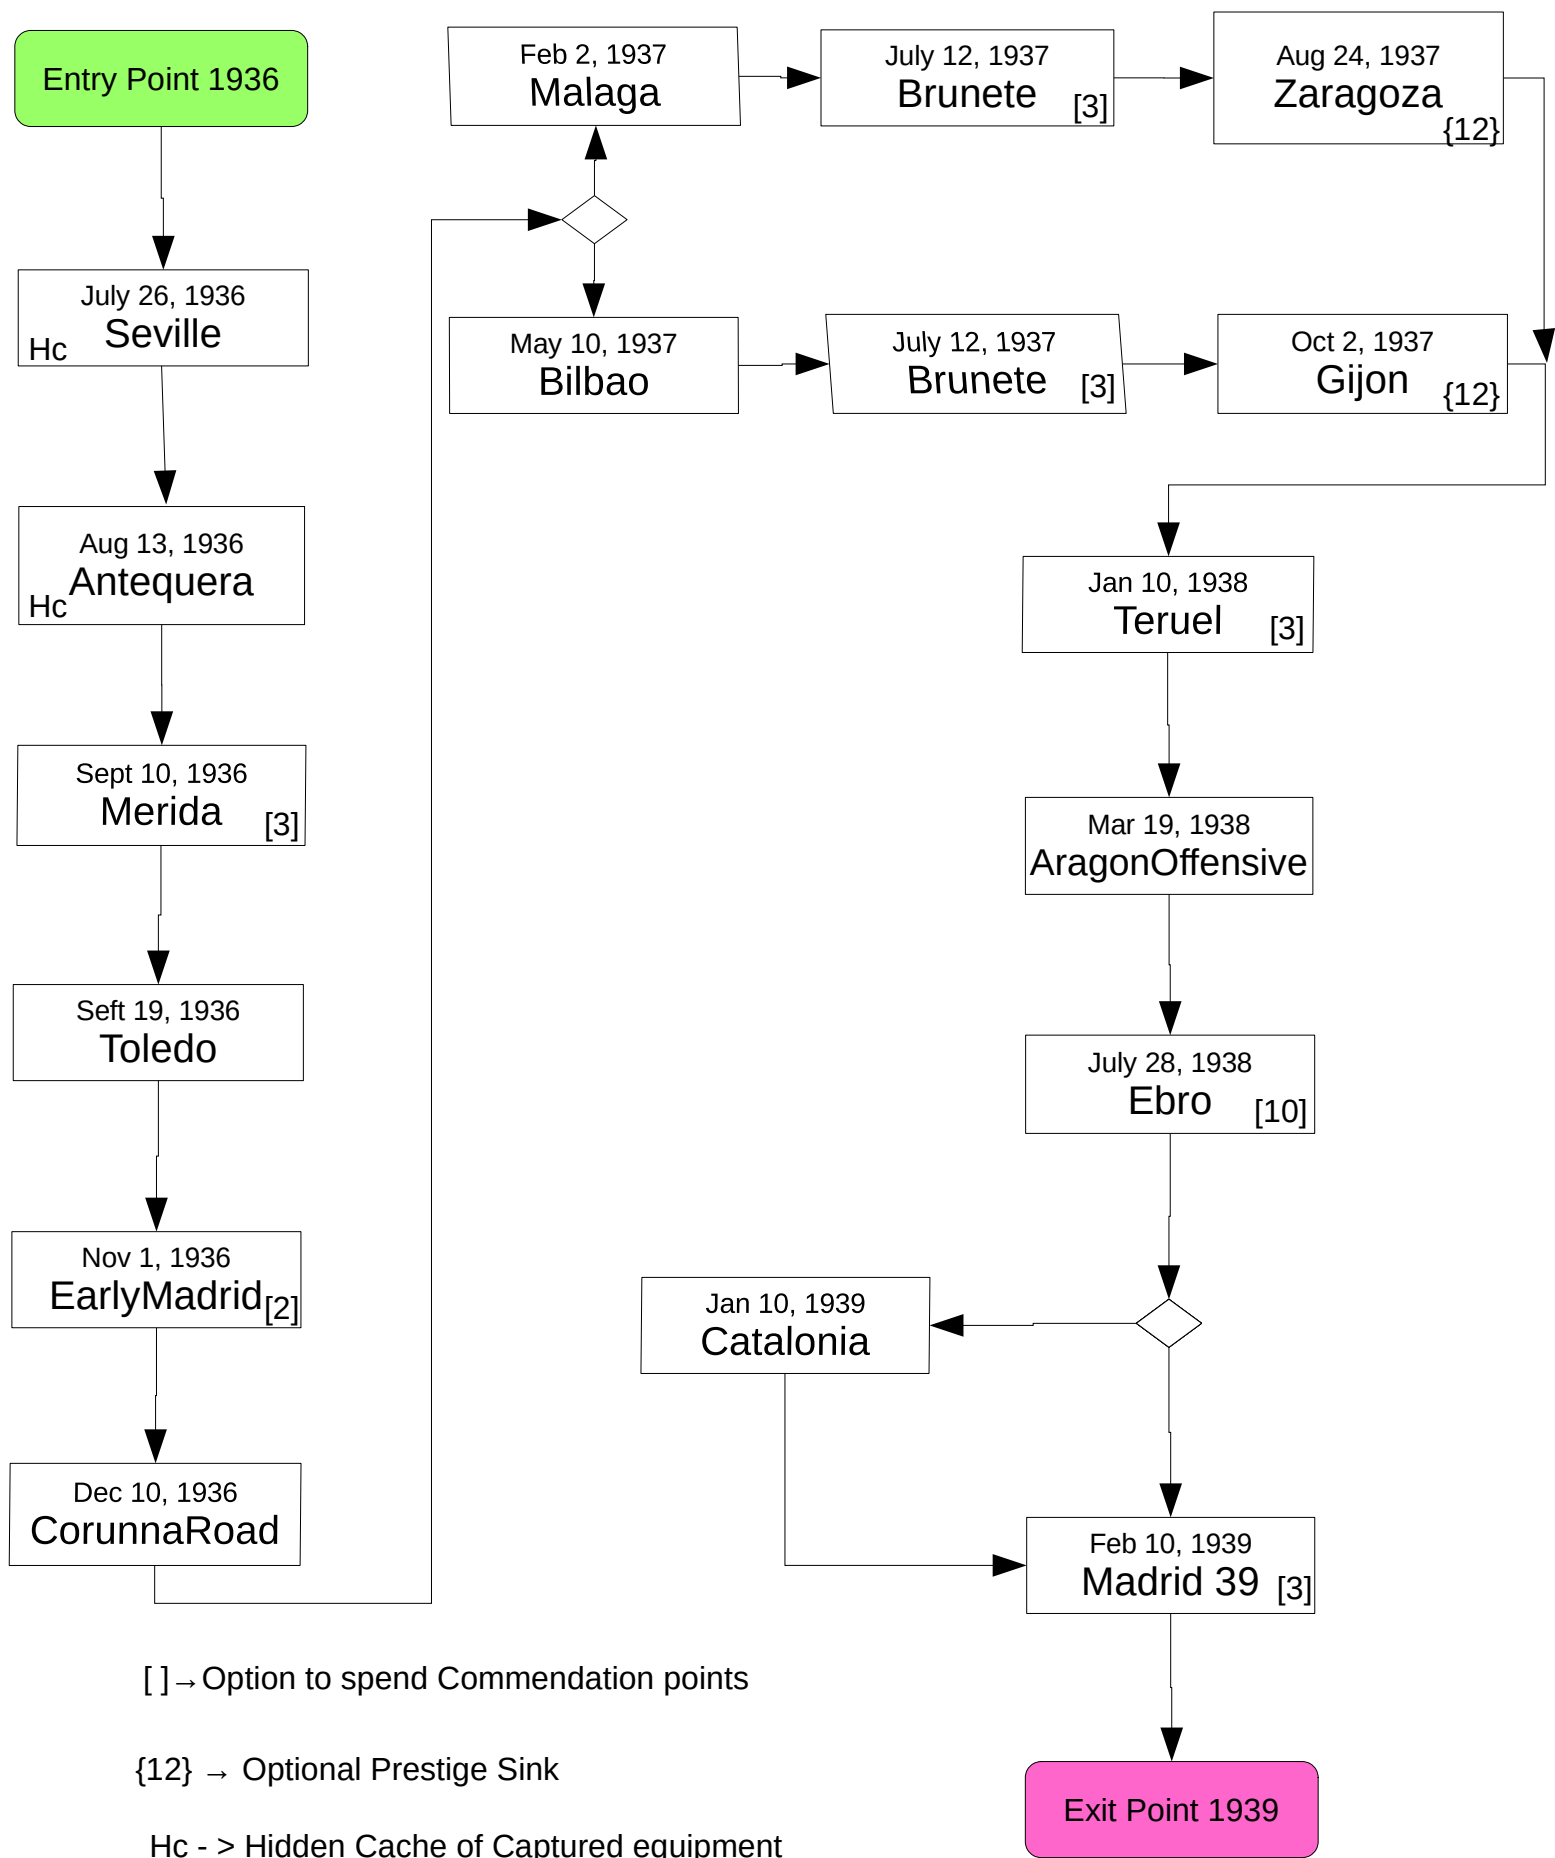 Entry Point 1936
July 26, 1936
Seville
Hc
Aug 13, 1936
Antequera
Hc
Sept 10, 1936
Merida
[3]
Seft 19, 1936
Toledo
Nov 1, 1936
EarlyMadrid
[2]
Dec 10, 1936
CorunnaRoad
Feb 2, 1937
Malaga
July 12, 1937
Brunete
[3]
Aug 24, 1937
Zaragoza
{12}
May 10, 1937
Bilbao
July 12, 1937
Brunete
[3]
Oct 2, 1937
Gijon
{12}
Jan 10, 1938
Teruel
[3]
Mar 19, 1938
AragonOffensive
July 28, 1938
Ebro
[10]
Jan 10, 1939
Catalonia
Feb 10, 1939
Madrid 39
[3]
Exit Point 1939
[ ]→Option to spend Commendation points
{12} → Optional Prestige Sink
Hc - > Hidden Cache of Captured equipment